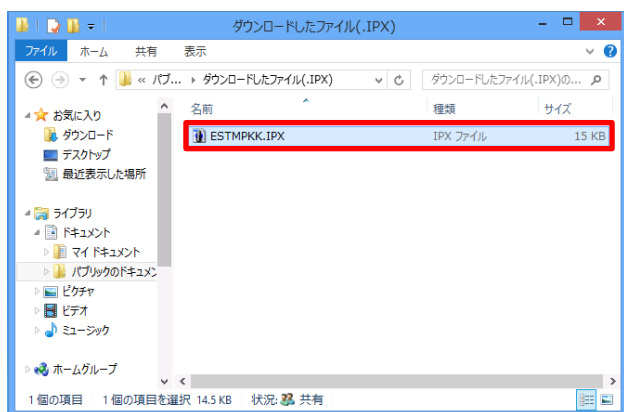 ダウンロードしたファイル(.IPX)
ファイル ホーム 共有 表示
« パブ... ▸ ダウンロードしたファイル(.IPX) ダウンロードしたファイル(.IPX)の...
お気に入り
ダウンロード
デスクトップ
最近表示した場所
ライブラリ
ドキュメント
マイ ドキュメント
パブリックのドキュメン
ピクチャ
ビデオ
ミュージック
ホームグループ
名前 種類 サイズ
ESTMPKK.IPX IPX ファイル 15 KB
1 個の項目 1 個の項目を選択 14.5 KB 状況: 共有